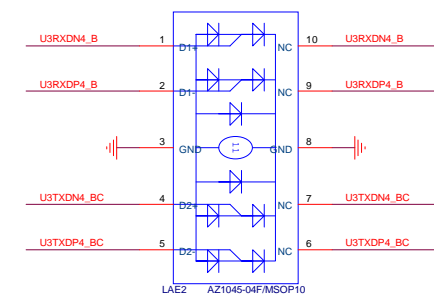 U3RXDN4_B 1 D1+ NC 10 U3RXDN4_B
U3RXDP4_B 2 D1- NC 9 U3RXDP4_B
3 GND GND 8
U3TXDN4_BC 4 D2+ NC 7 U3TXDN4_BC
U3TXDP4_BC 5 D2- NC 6 U3TXDP4_BC
LAE2 AZ1045-04F/MSOP10